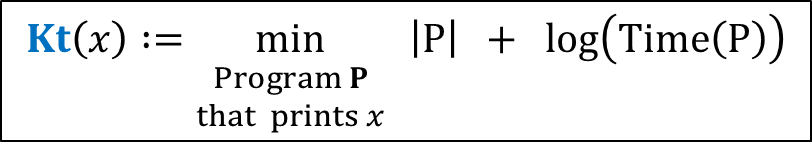 Kt(x) := min |P| + log(Time(P))
Program P
that prints x